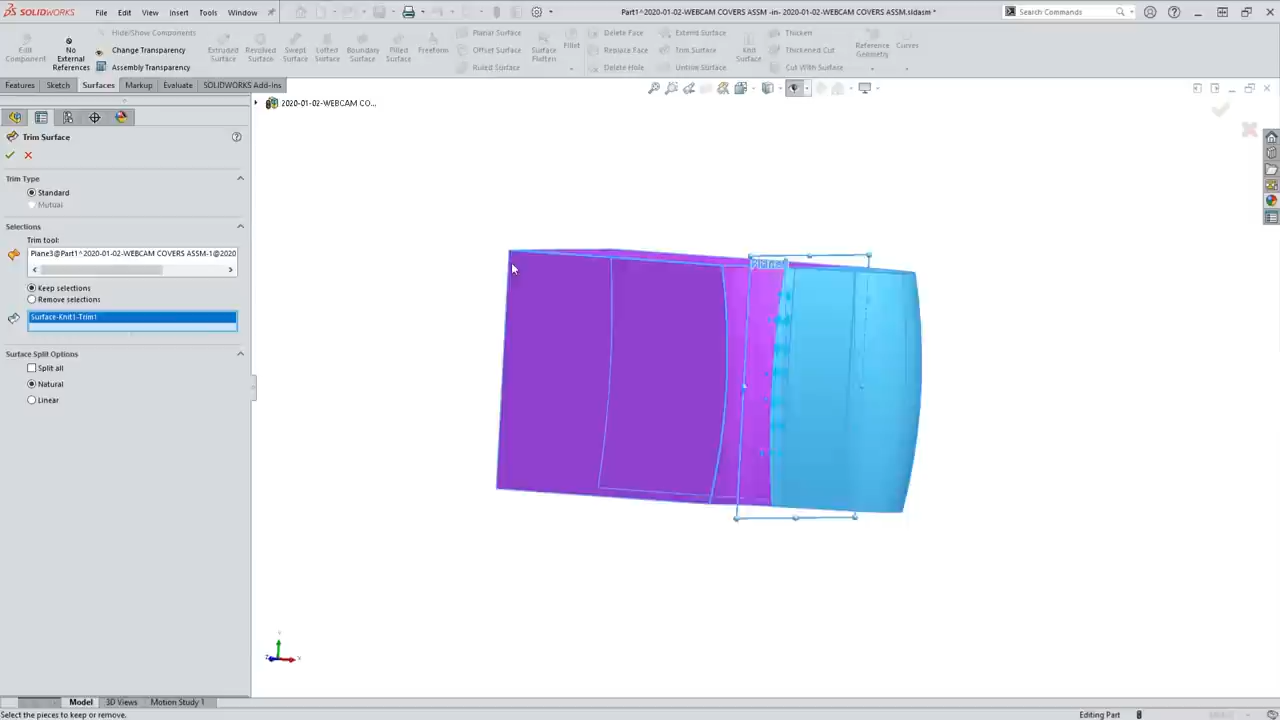 SOLIDWORKS
File
Edit
View
Insert
Tools
Window
Part1^2020-01-02-WEBCAM COVERS ASSM -in- 2020-01-02-WEBCAM COVERS ASSM.sldasm *
Search Commands
Edit Component
No External References
Hide/Show Components
Change Transparency
Assembly Transparency
Extruded Surface
Revolved Surface
Swept Surface
Lofted Surface
Boundary Surface
Filled Surface
Freeform
Planar Surface
Offset Surface
Ruled Surface
Surface Flatten
Fillet
Delete Face
Replace Face
Delete Hole
Extend Surface
Trim Surface
Untrim Surface
Knit Surface
Thicken
Thickened Cut
Cut With Surface
Reference Geometry
Curves
Features
Sketch
Surfaces
Markup
Evaluate
SOLIDWORKS Add-Ins
2020-01-02-WEBCAM CO...
Trim Surface
Trim Type
Standard
Mutual
Selections
Trim tool:
Plane3@Part1^2020-01-02-WEBCAM COVERS ASSM-1@2020
Keep selections
Remove selections
Surface-Knit1-Trim1
Surface Split Options
Split all
Natural
Linear
Model
3D Views
Motion Study 1
Select the pieces to keep or remove.
Editing Part